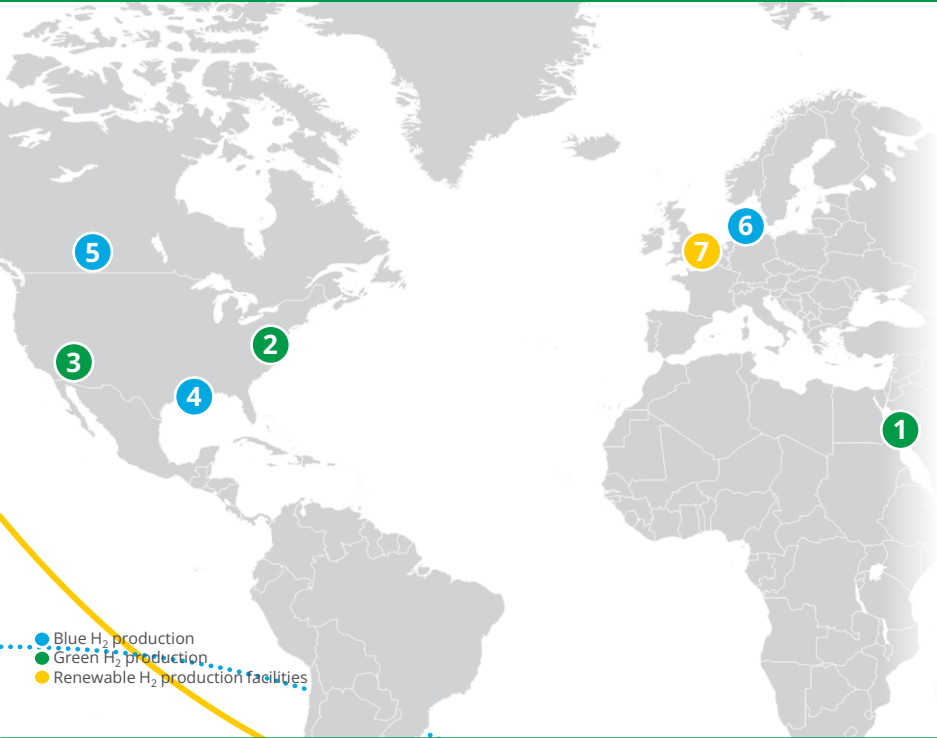 6
5
7
2
3
4
1
Blue H₂ production
Green H₂ production
Renewable H₂ production facilities